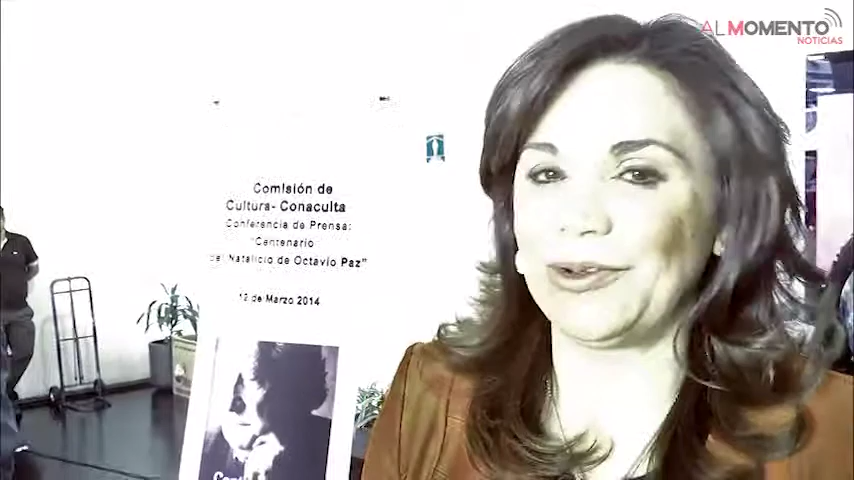 AL MOMENTO
NOTICIAS
Comisión de
Cultura- Conaculta
Conferencia de Prensa:
"Centenario
del Natalicio de Octavio Paz"
12 de Marzo 2014